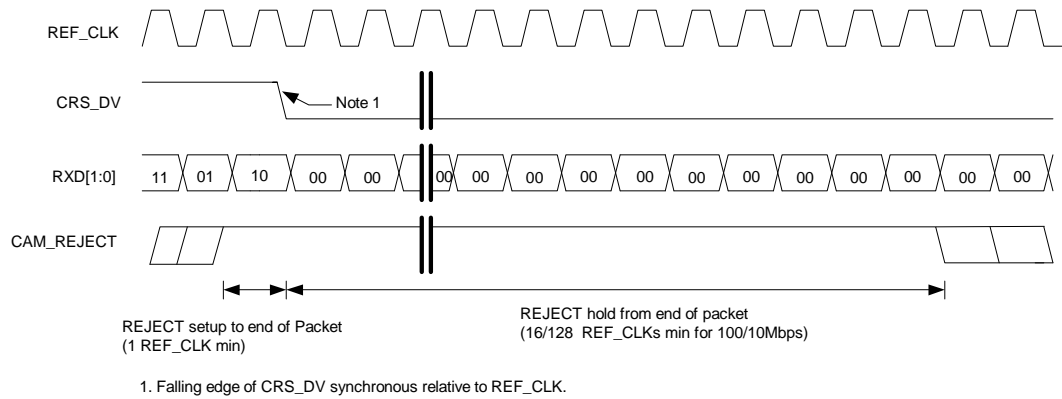 REF_CLK
CRS_DV
Note 1
RXD[1:0]
11 01 10 00 00 00 00 00 00 00 00 00 00 00 00
CAM_REJECT
REJECT setup to end of Packet
(1 REF_CLK min)
REJECT hold from end of packet
(16/128 REF_CLKs min for 100/10Mbps)
1. Falling edge of CRS_DV synchronous relative to REF_CLK.